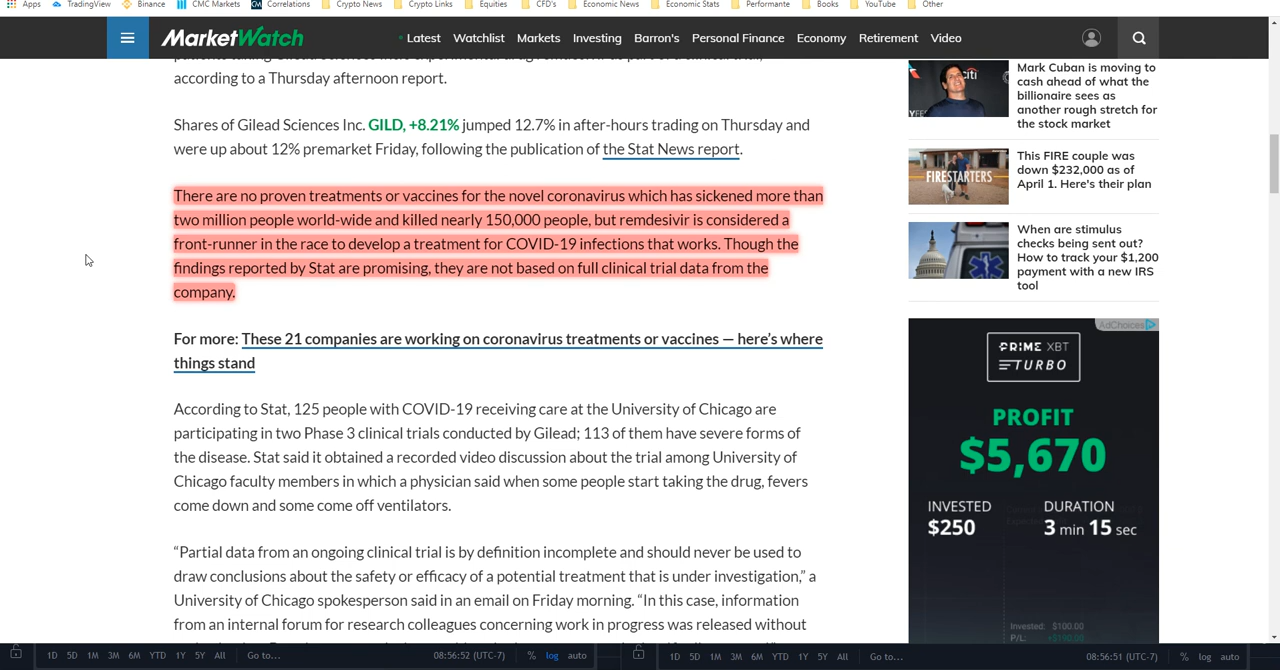 Apps TradingView Binance CMC Markets Correlations Crypto News Crypto Links Equities CFD's Economic News Economic Stats Performante Books YouTube Other
MarketWatch
Latest Watchlist Markets Investing Barron's Personal Finance Economy Retirement Video
according to a Thursday afternoon report.
Shares of Gilead Sciences Inc. GILD, +8.21% jumped 12.7% in after-hours trading on Thursday and
were up about 12% premarket Friday, following the publication of the Stat News report.
There are no proven treatments or vaccines for the novel coronavirus which has sickened more than
two million people world-wide and killed nearly 150,000 people, but remdesivir is considered a
front-runner in the race to develop a treatment for COVID-19 infections that works. Though the
findings reported by Stat are promising, they are not based on full clinical trial data from the
company.
For more: These 21 companies are working on coronavirus treatments or vaccines — here's where
things stand
According to Stat, 125 people with COVID-19 receiving care at the University of Chicago are
participating in two Phase 3 clinical trials conducted by Gilead; 113 of them have severe forms of
the disease. Stat said it obtained a recorded video discussion about the trial among University of
Chicago faculty members in which a physician said when some people start taking the drug, fevers
come down and some come off ventilators.
“Partial data from an ongoing clinical trial is by definition incomplete and should never be used to
draw conclusions about the safety or efficacy of a potential treatment that is under investigation,” a
University of Chicago spokesperson said in an email on Friday morning. “In this case, information
from an internal forum for research colleagues concerning work in progress was released without
Mark Cuban is moving to
cash ahead of what the
billionaire sees as
another rough stretch for
the stock market
FIRESTARTERS
This FIRE couple was
down $232,000 as of
April 1. Here's their plan
When are stimulus
checks being sent out?
How to track your $1,200
payment with a new IRS
tool
AdChoices
PRIME XBT
TURBO
PROFIT
$5,670
INVESTED DURATION
$250 3 min 15 sec
Invested: $100.00
P/L: +$190.00
1D 5D 1M 3M 6M YTD 1Y 5Y All Go to... 08:56:52 (UTC-7) % log auto
1D 5D 1M 3M 6M YTD 1Y 5Y All Go to... 08:56:51 (UTC-7) % log auto